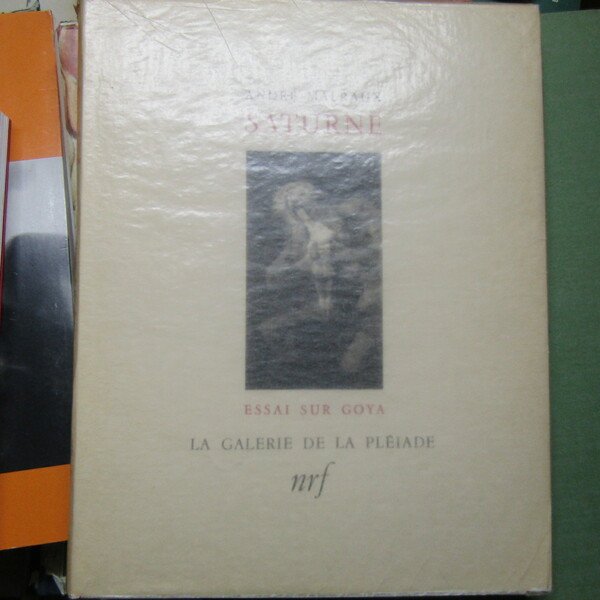 ANDRÉ MALRAUX
SATURNE
ESSAI SUR GOYA
LA GALERIE DE LA PLÉIADE
nrf